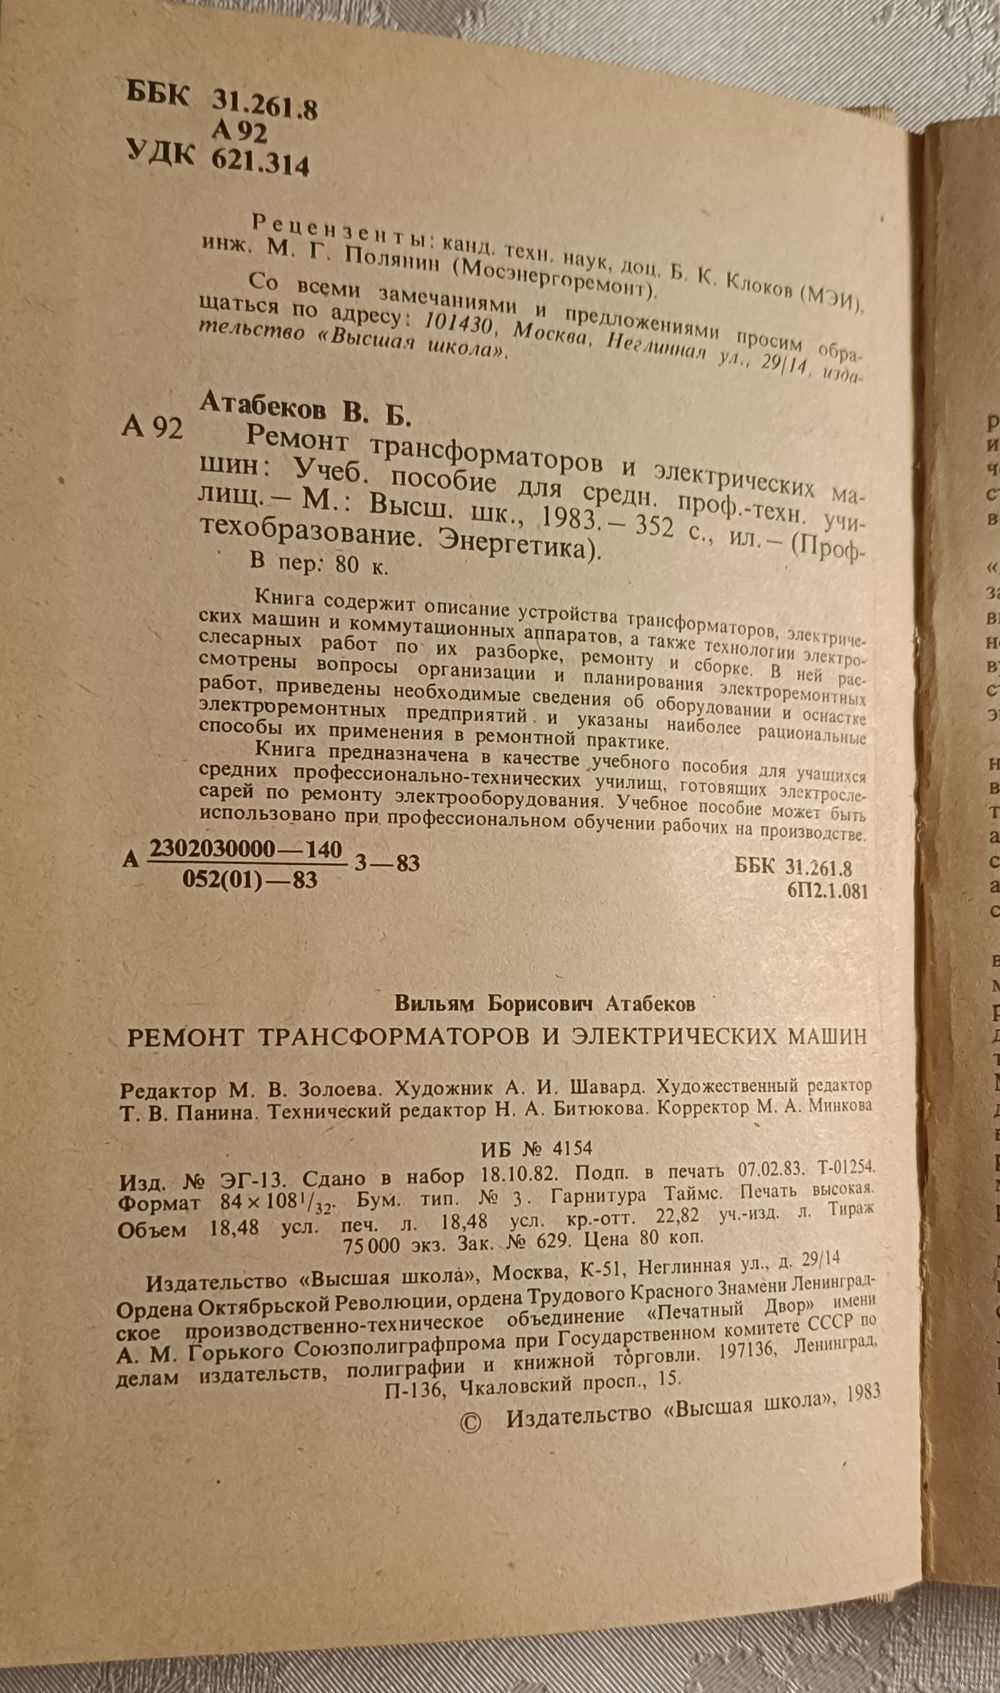 ББК 31.261.8
А 92
УДК 621.314
Рецензенты: канд. техн. наук, доц. Б. К. Клоков (МЭИ),
инж. М. Г. Полянин (Мосэнергоремонт).
Со всеми замечаниями и предложениями просим обра-
щаться по адресу: 101430, Москва, Неглинная ул., 29/14, изда-
тельство «Высшая школа».
Атабеков В. Б.
А 92 Ремонт трансформаторов и электрических ма-
шин: Учеб. пособие для средн. проф.-техн. учи-
лищ. — М.: Высш. шк., 1983. — 352 с., ил. — (Проф-
техобразование. Энергетика).
В пер: 80 к.
Книга содержит описание устройства трансформаторов, электриче-
ских машин и коммутационных аппаратов, а также технологии электро-
слесарных работ по их разборке, ремонту и сборке. В ней рас-
смотрены вопросы организации и планирования электроремонтных
работ, приведены необходимые сведения об оборудовании и оснастке
электроремонтных предприятий и указаны наиболее рациональные
способы их применения в ремонтной практике.
Книга предназначена в качестве учебного пособия для учащихся
средних профессионально-технических училищ, готовящих электросле-
сарей по ремонту электрооборудования. Учебное пособие может быть
использовано при профессиональном обучении рабочих на производстве.
А 2302030000—140 3—83
052(01)—83
ББК 31.261.8
6П2.1.081
Вильям Борисович Атабеков
РЕМОНТ ТРАНСФОРМАТОРОВ И ЭЛЕКТРИЧЕСКИХ МАШИН
Редактор М. В. Золоева. Художник А. И. Шавард. Художественный редактор
Т. В. Панина. Технический редактор Н. А. Битюкова. Корректор М. А. Минкова
ИБ № 4154
Изд. № ЭГ-13. Сдано в набор 18.10.82. Подп. в печать 07.02.83. Т-01254.
Формат 84×108 1/32. Бум. тип. № 3. Гарнитура Таймс. Печать высокая.
Объем 18,48 усл. печ. л. 18,48 усл. кр.-отт. 22,82 уч.-изд. л. Тираж
75 000 экз. Зак. № 629. Цена 80 коп.
Издательство «Высшая школа», Москва, К-51, Неглинная ул., д. 29/14
Ордена Октябрьской Революции, ордена Трудового Красного Знамени Ленинград-
ское производственно-техническое объединение «Печатный Двор» имени
А. М. Горького Союзполиграфпрома при Государственном комитете СССР по
делам издательств, полиграфии и книжной торговли. 197136, Ленинград,
П-136, Чкаловский просп., 15.
© Издательство «Высшая школа», 1983